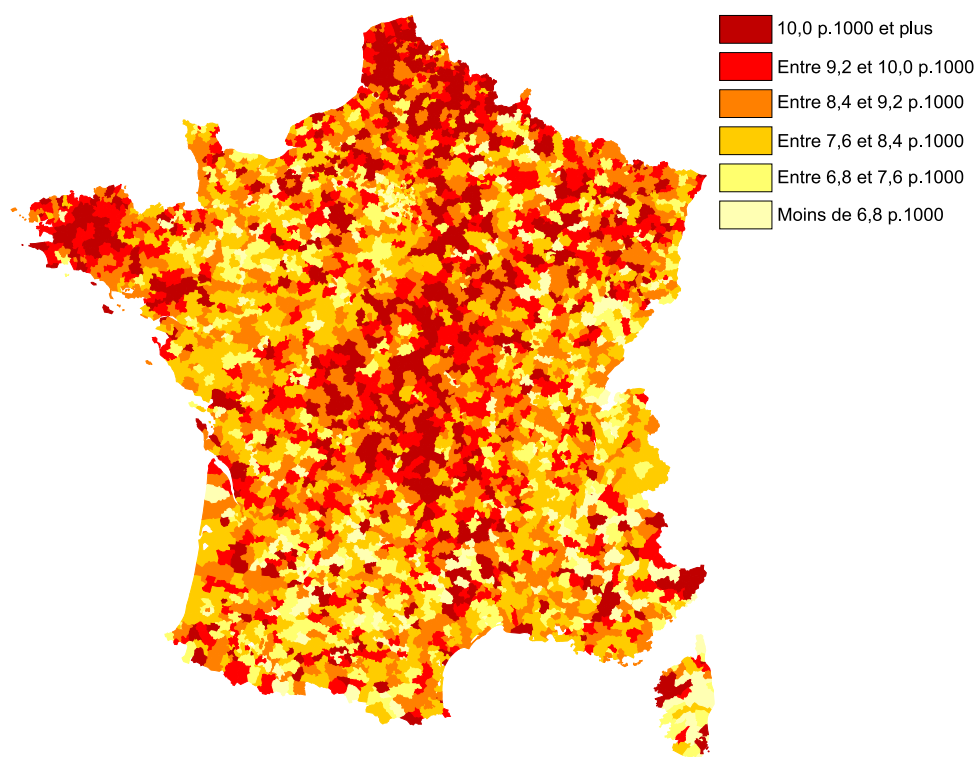 10,0 p.1000 et plus
Entre 9,2 et 10,0 p.1000
Entre 8,4 et 9,2 p.1000
Entre 7,6 et 8,4 p.1000
Entre 6,8 et 7,6 p.1000
Moins de 6,8 p.1000